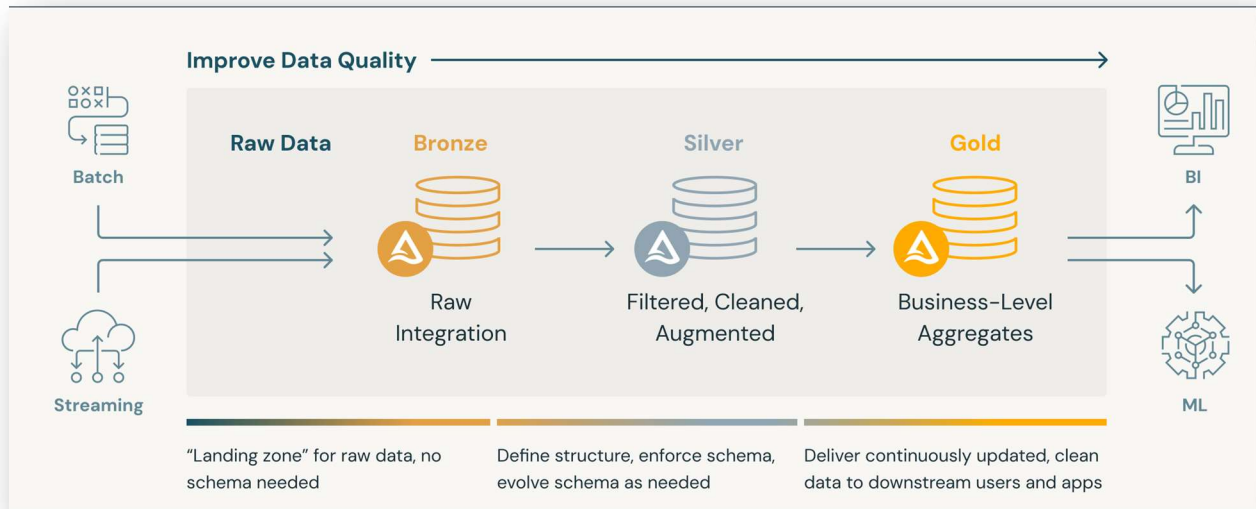 Improve Data Quality
Batch
Streaming
Raw Data
Bronze
Raw
Integration
Silver
Filtered, Cleaned,
Augmented
Gold
Business-Level
Aggregates
BI
ML
“Landing zone” for raw data, no
schema needed
Define structure, enforce schema,
evolve schema as needed
Deliver continuously updated, clean
data to downstream users and apps